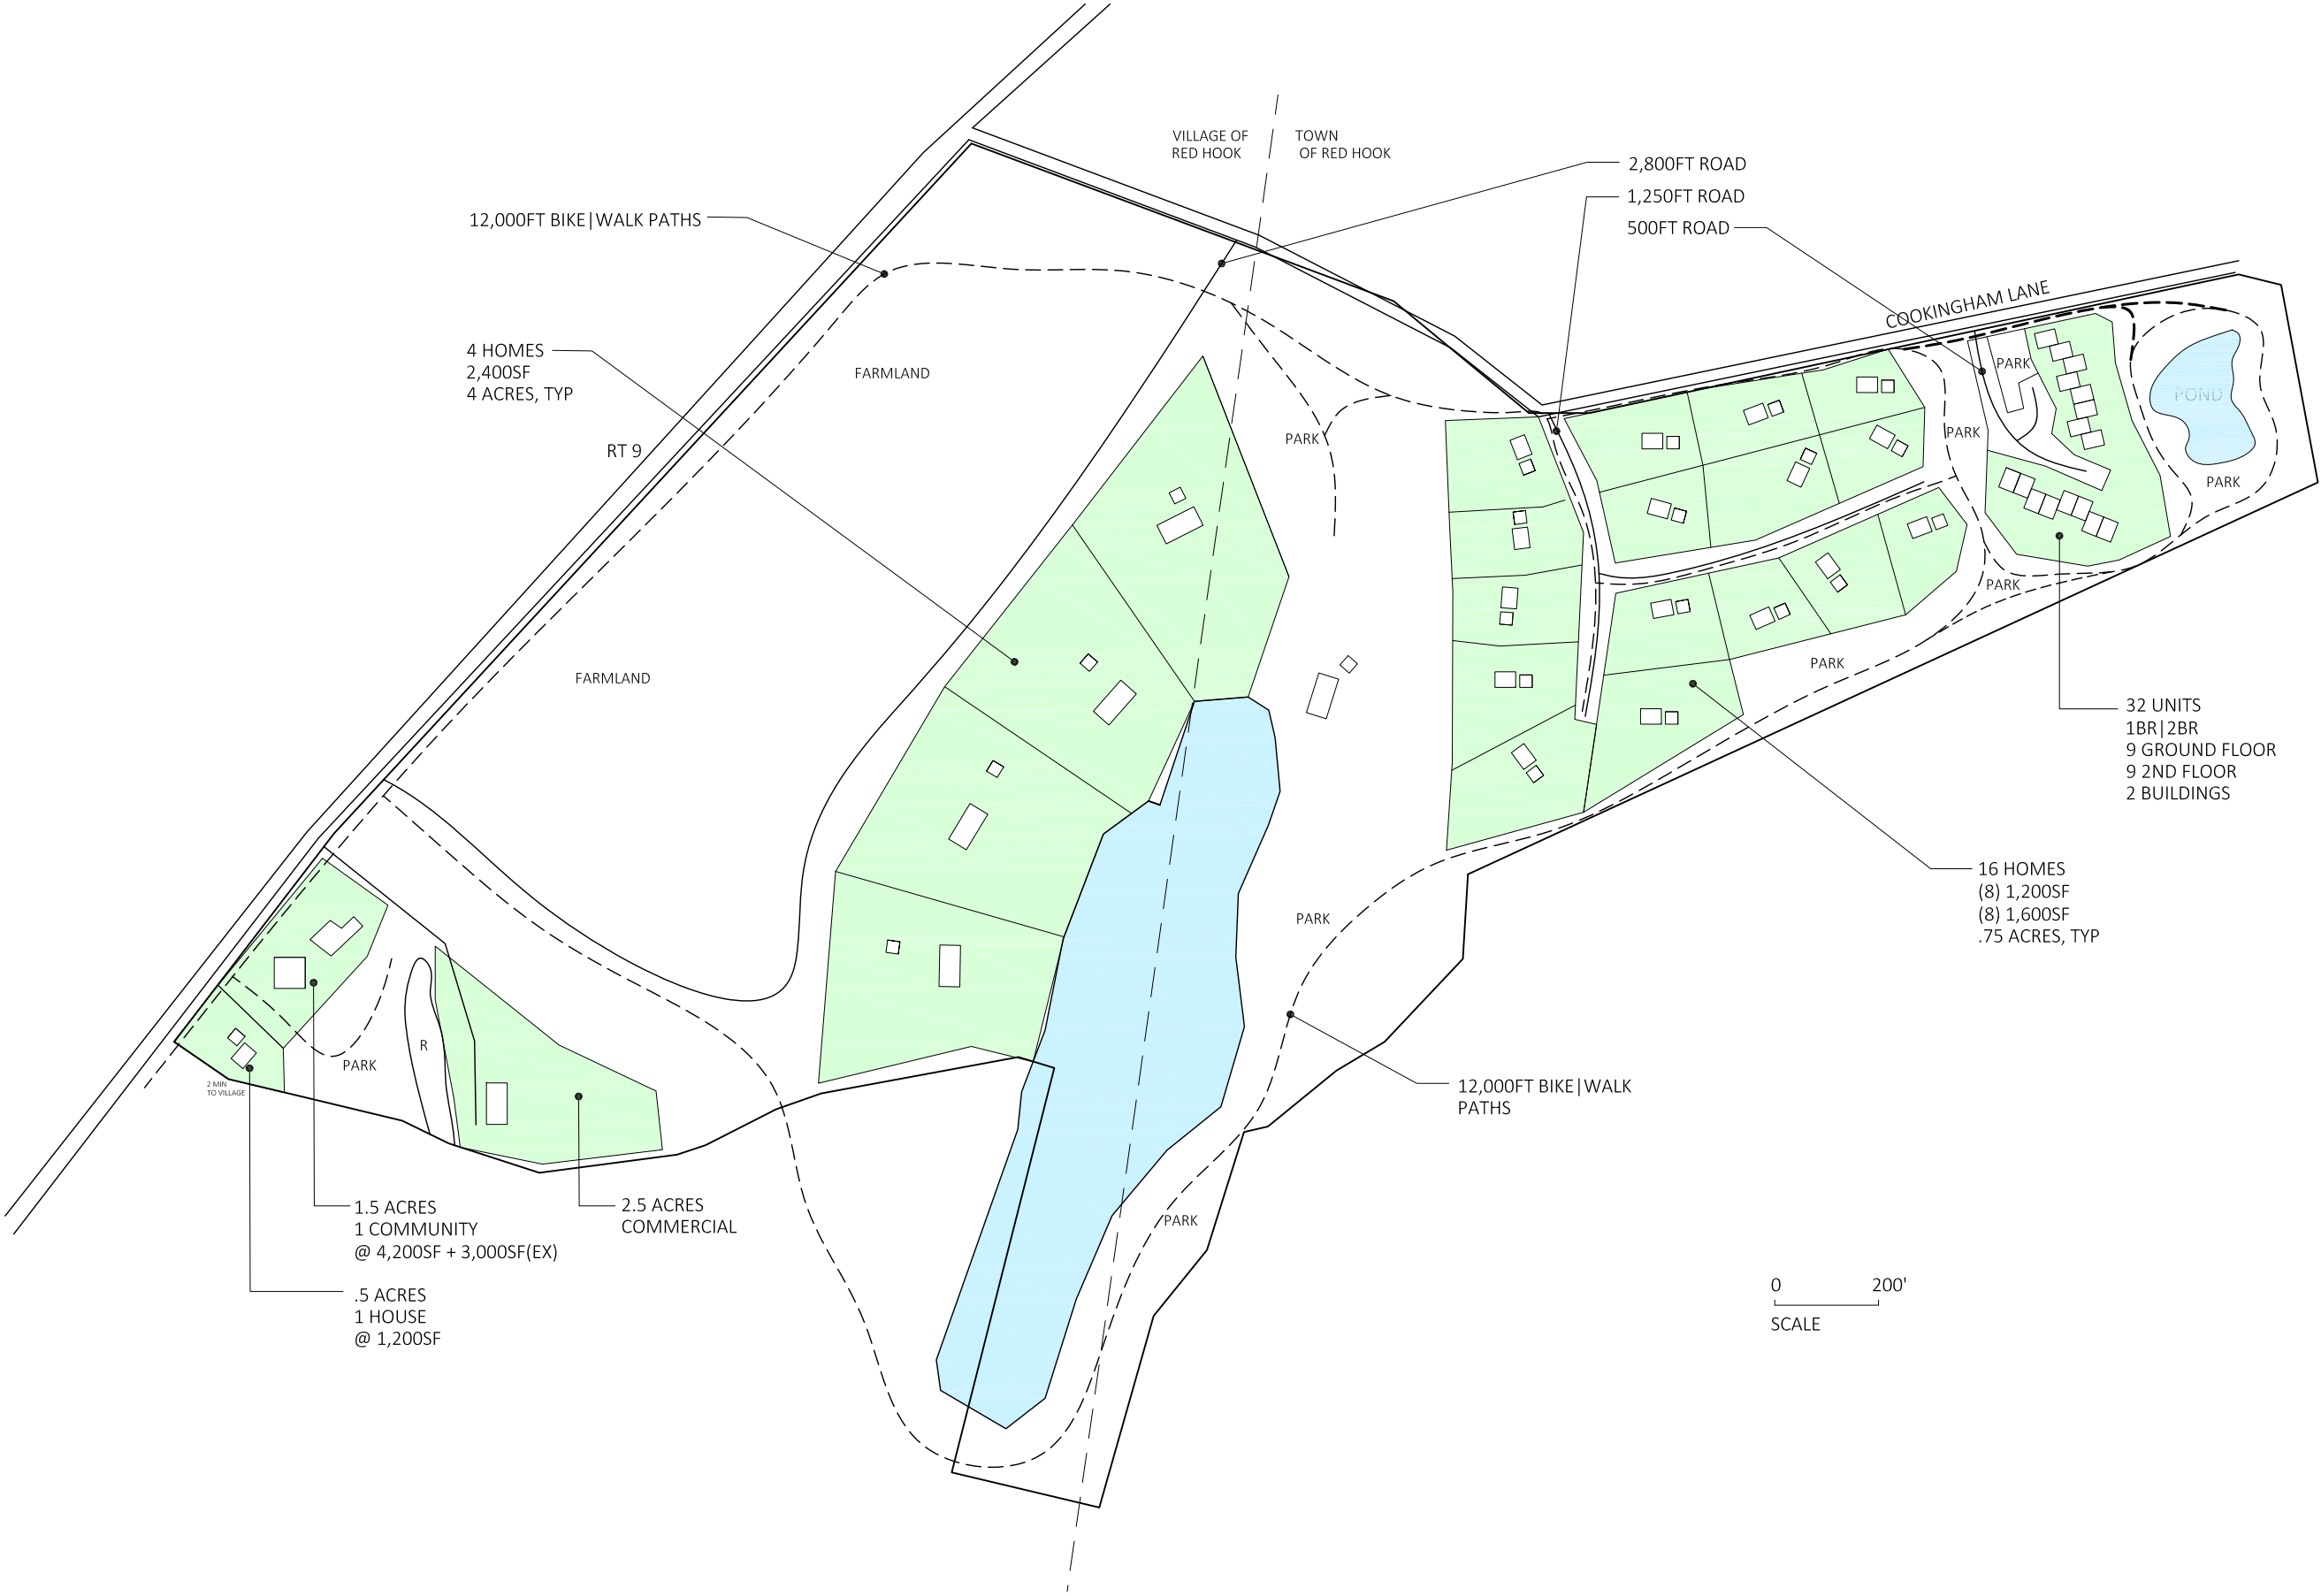 VILLAGE OF
RED HOOK
TOWN
OF RED HOOK
2,800FT ROAD
1,250FT ROAD
500FT ROAD
12,000FT BIKE|WALK PATHS
COOKINGHAM LANE
4 HOMES
2,400SF
4 ACRES, TYP
FARMLAND
PARK
POND
RT 9
PARK
PARK
PARK
FARMLAND
PARK
PARK
32 UNITS
1BR|2BR
9 GROUND FLOOR
9 2ND FLOOR
2 BUILDINGS
16 HOMES
(8) 1,200SF
(8) 1,600SF
.75 ACRES, TYP
PARK
R
PARK
2 MIN
TO VILLAGE
12,000FT BIKE|WALK
PATHS
1.5 ACRES
1 COMMUNITY
@ 4,200SF + 3,000SF(EX)
2.5 ACRES
COMMERCIAL
PARK
.5 ACRES
1 HOUSE
@ 1,200SF
0 200'
SCALE